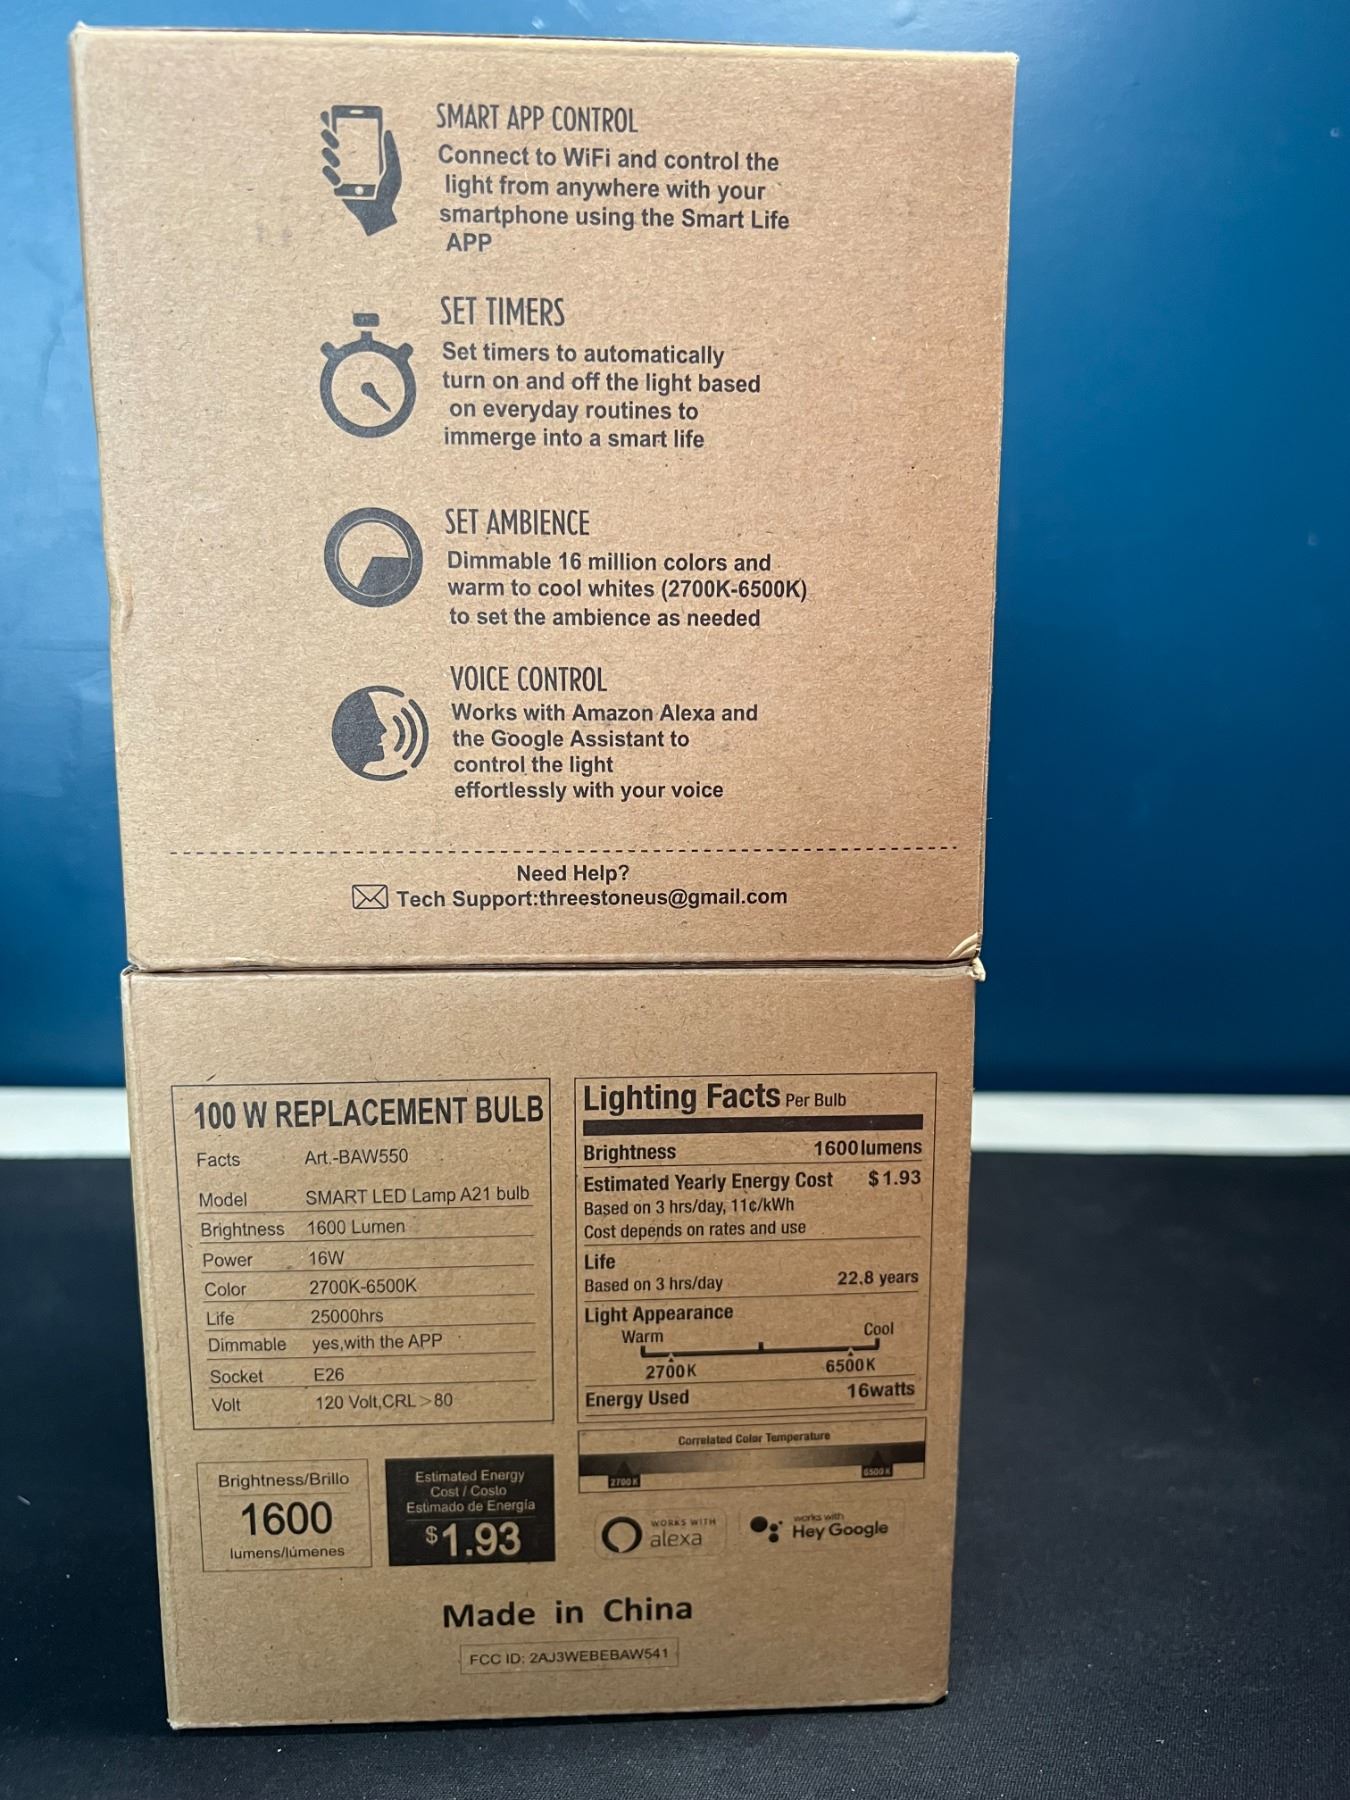 SMART APP CONTROL
Connect to WiFi and control the
light from anywhere with your
smartphone using the Smart Life
APP
SET TIMERS
Set timers to automatically
turn on and off the light based
on everyday routines to
immerge into a smart life
SET AMBIENCE
Dimmable 16 million colors and
warm to cool whites (2700K-6500K)
to set the ambience as needed
VOICE CONTROL
Works with Amazon Alexa and
the Google Assistant to
control the light
effortlessly with your voice
Need Help?
Tech Support:threestoneus@gmail.com
100 W REPLACEMENT BULB
Facts Art.-BAW550
Model SMART LED Lamp A21 bulb
Brightness 1600 Lumen
Power 16W
Color 2700K-6500K
Life 25000hrs
Dimmable yes,with the APP
Socket E26
Volt 120 Volt,CRL>80
Lighting Facts Per Bulb
Brightness 1600lumens
Estimated Yearly Energy Cost $1.93
Based on 3 hrs/day, 11¢/kWh
Cost depends on rates and use
Life
Based on 3 hrs/day 22.8 years
Light Appearance
Warm Cool
2700K 6500K
Energy Used 16watts
Correlated Color Temperature
2700K 6500K
Brightness/Brillo
1600
lumens/lúmenes
Estimated Energy
Cost / Costo
Estimado de Energía
$1.93
WORKS WITH
alexa
works with
Hey Google
Made in China
FCC ID: 2AJ3WEBEBAW541